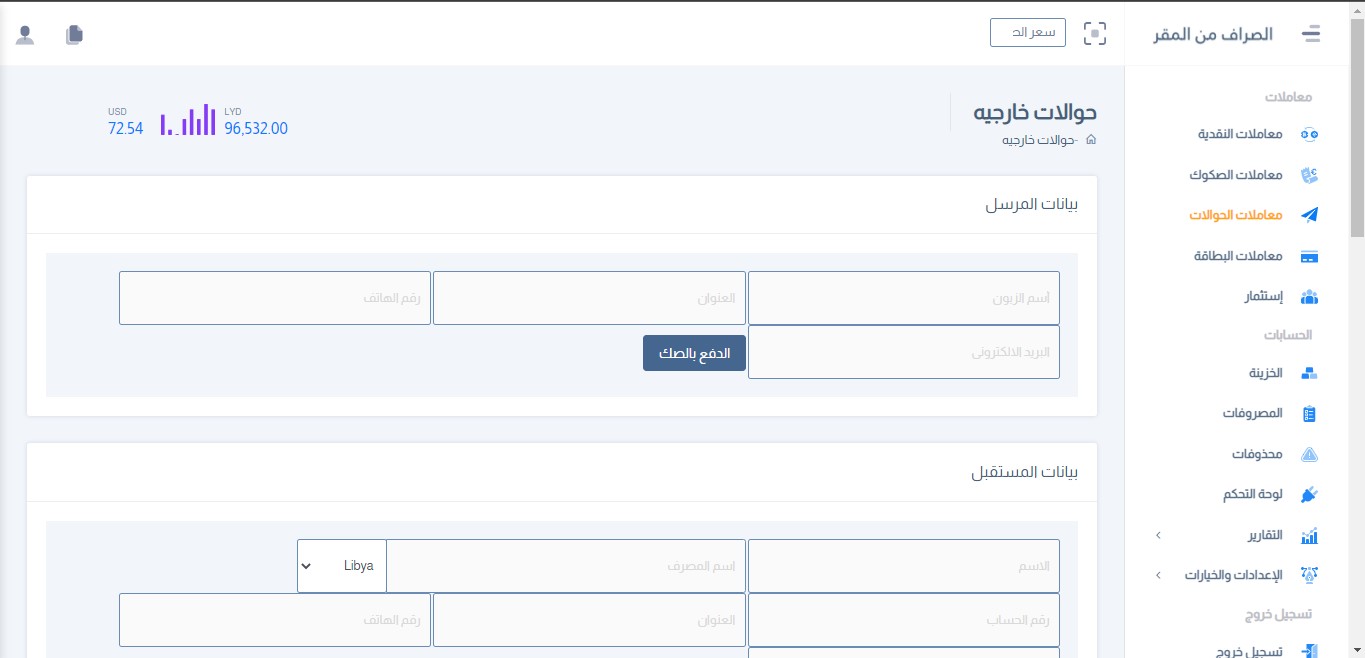 الصراف من المقر
سعر الد
معاملات
معاملات النقدية
معاملات الصكوك
معاملات الحوالات
معاملات البطاقة
إستثمار
الحسابات
الخزينة
المصروفات
محذوفات
لوحة التحكم
التقارير
الإعدادات والخيارات
تسجيل خروج
تسجيل خروج
حوالات خارجيه
-حوالات خارجيه
LYD
96,532.00
USD
72.54
بيانات المرسل
أسم الزبون العنوان رقم الهاتف
البريد الالكتروني الدفع بالصك
بيانات المستقبل
الاسم اسم المصرف Libya
رقم الحساب العنوان رقم الهاتف